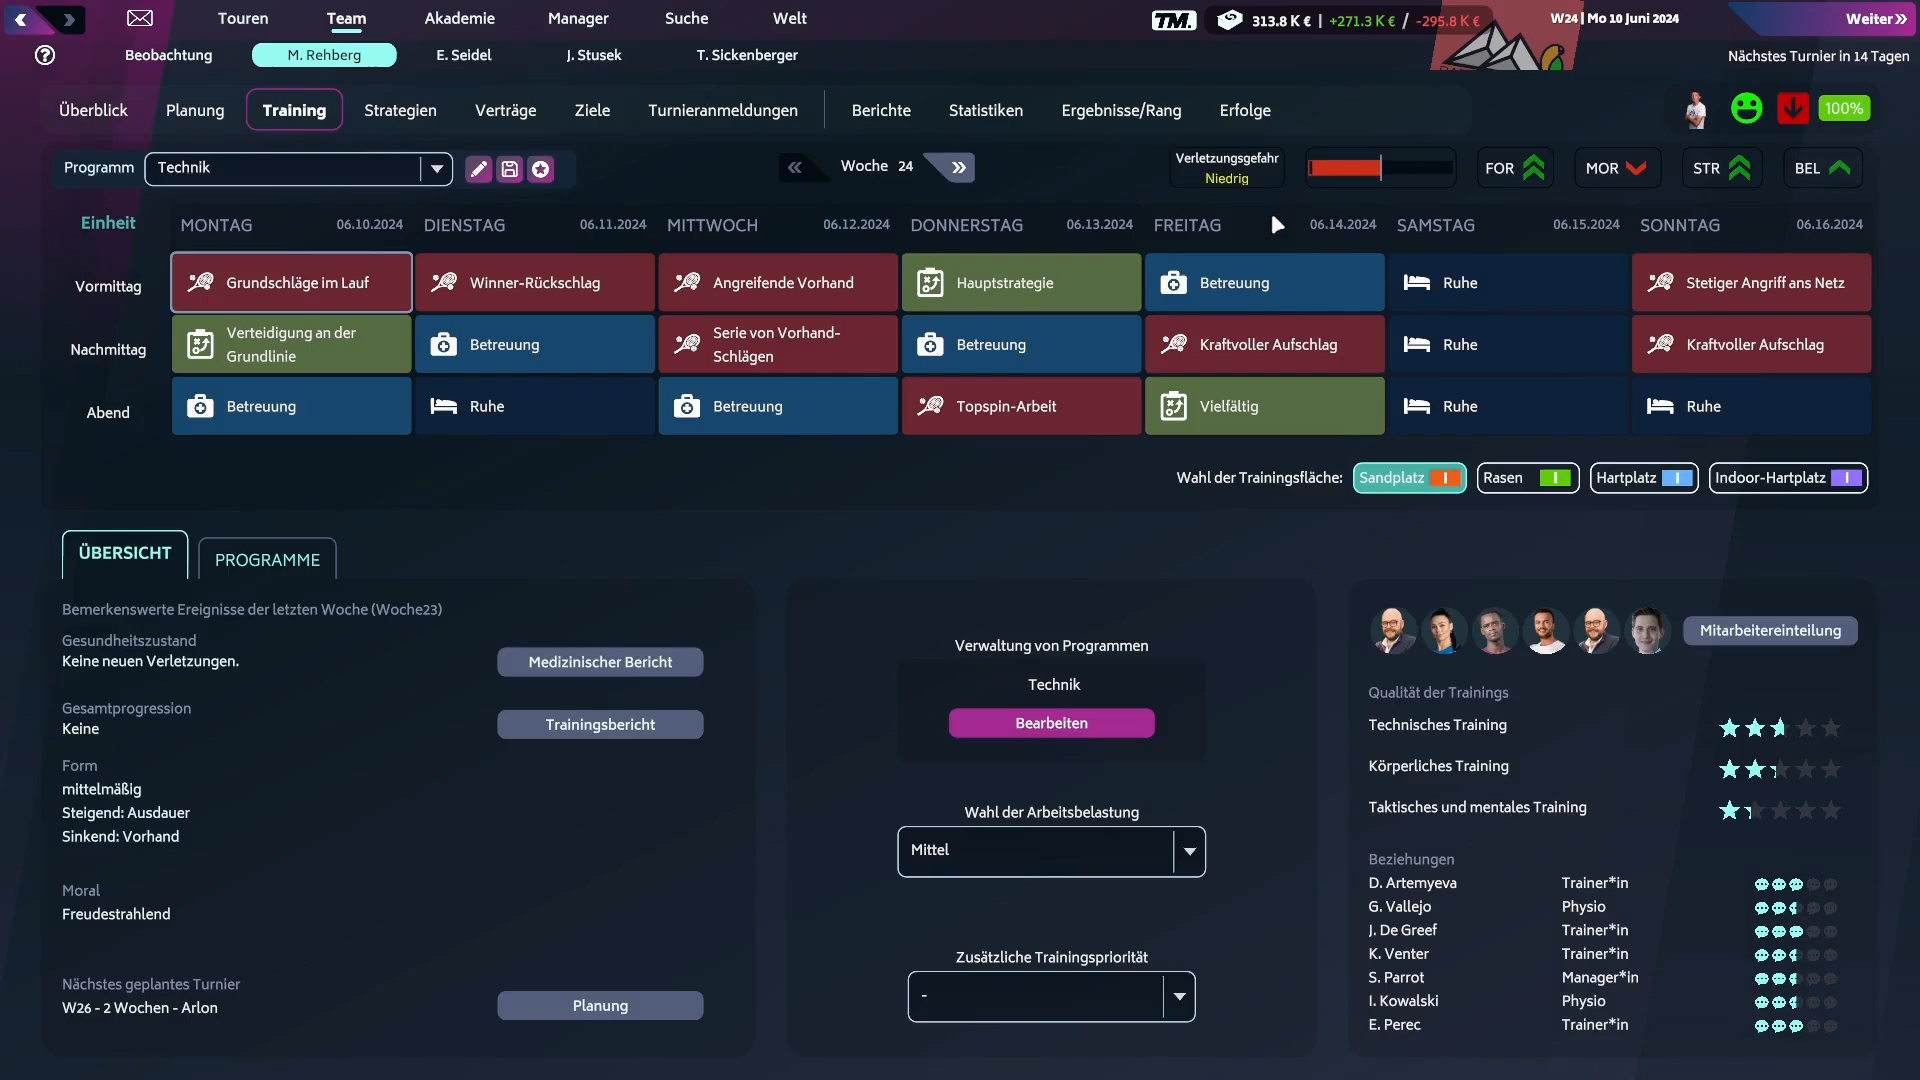 Touren
Team
Akademie
Manager
Suche
Welt
TM.
313.8 K € | +271.3 K € / -295.8 K €
W24 | Mo 10 Juni 2024
Weiter
Beobachtung
M. Rehberg
E. Seidel
J. Stusek
T. Sickenberger
Nächstes Turnier in 14 Tagen
Überblick
Planung
Training
Strategien
Verträge
Ziele
Turnieranmeldungen
Berichte
Statistiken
Ergebnisse/Rang
Erfolge
100%
Programm
Technik
Woche 24
Verletzungsgefahr
Niedrig
FOR
MOR
STR
BEL
Einheit
MONTAG 06.10.2024
DIENSTAG 06.11.2024
MITTWOCH 06.12.2024
DONNERSTAG 06.13.2024
FREITAG 06.14.2024
SAMSTAG 06.15.2024
SONNTAG 06.16.2024
Vormittag
Grundschläge im Lauf
Winner-Rückschlag
Angreifende Vorhand
Hauptstrategie
Betreuung
Ruhe
Stetiger Angriff ans Netz
Nachmittag
Verteidigung an der
Grundlinie
Betreuung
Serie von Vorhand-
Schlägen
Betreuung
Kraftvoller Aufschlag
Ruhe
Kraftvoller Aufschlag
Abend
Betreuung
Ruhe
Betreuung
Topspin-Arbeit
Vielfältig
Ruhe
Ruhe
Wahl der Trainingsfläche:
Sandplatz
Rasen
Hartplatz
Indoor-Hartplatz
ÜBERSICHT
PROGRAMME
Bemerkenswerte Ereignisse der letzten Woche (Woche23)
Gesundheitszustand
Keine neuen Verletzungen.
Medizinischer Bericht
Gesamtprogression
Keine
Trainingsbericht
Form
mittelmäßig
Steigend: Ausdauer
Sinkend: Vorhand
Moral
Freudestrahlend
Nächstes geplantes Turnier
W26 - 2 Wochen - Arlon
Planung
Verwaltung von Programmen
Technik
Bearbeiten
Wahl der Arbeitsbelastung
Mittel
Zusätzliche Trainingspriorität
-
Mitarbeitereinteilung
Qualität der Trainings
Technisches Training
Körperliches Training
Taktisches und mentales Training
Beziehungen
D. Artemyeva Trainer*in
G. Vallejo Physio
J. De Greef Trainer*in
K. Venter Trainer*in
S. Parrot Manager*in
I. Kowalski Physio
E. Perec Trainer*in